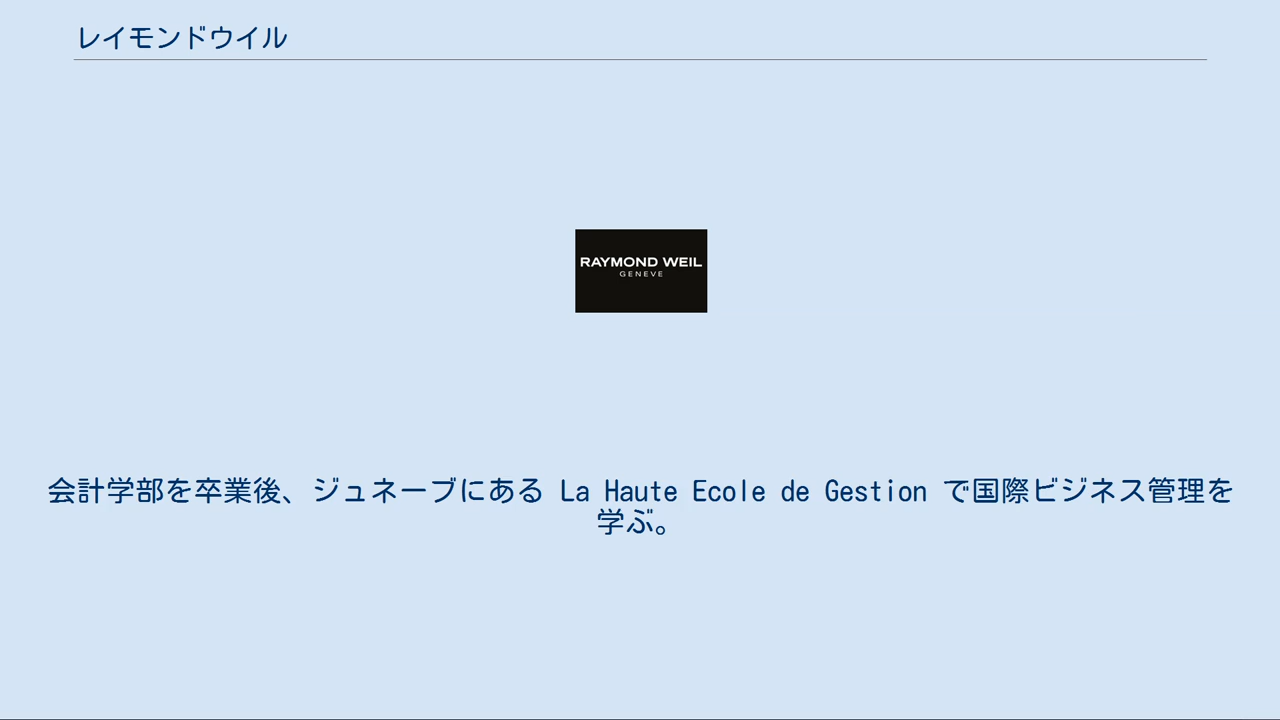 レイモンドウイル
RAYMOND WEIL
GENEVE
会計学部を卒業後、ジュネーブにある La Haute Ecole de Gestion で国際ビジネス管理を
学ぶ。